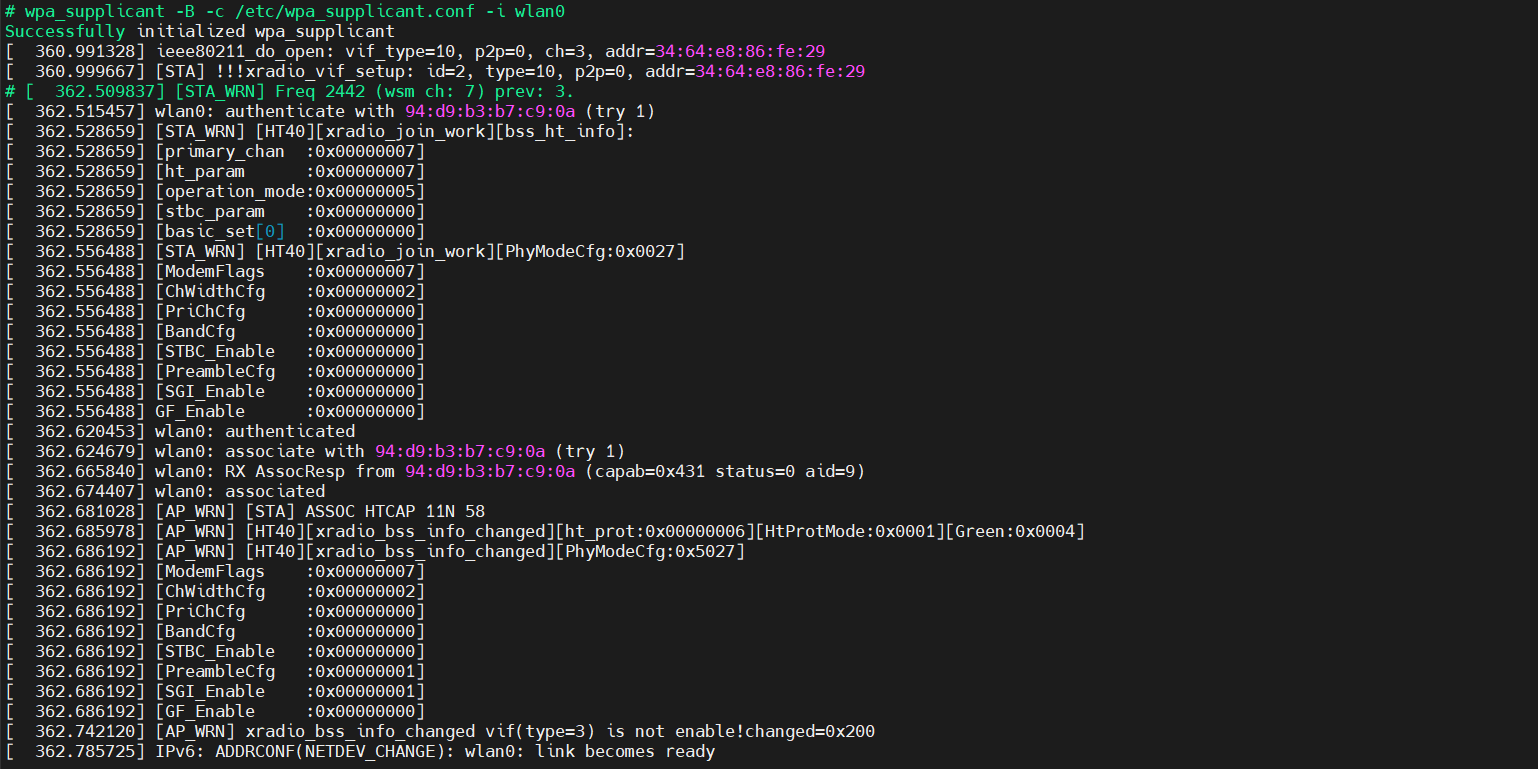 # wpa_supplicant -B -c /etc/wpa_supplicant.conf -i wlan0
Successfully initialized wpa_supplicant
[  360.991328] ieee80211_do_open: vif_type=10, p2p=0, ch=3, addr=34:64:e8:86:fe:29
[  360.999667] [STA] !!!xradio_vif_setup: id=2, type=10, p2p=0, addr=34:64:e8:86:fe:29
# [  362.509837] [STA_WRN] Freq 2442 (wsm ch: 7) prev: 3.
[  362.515457] wlan0: authenticate with 94:d9:b3:b7:c9:0a (try 1)
[  362.528659] [STA_WRN] [HT40][xradio_join_work][bss_ht_info]:
[  362.528659] [primary_chan  :0x00000007]
[  362.528659] [ht_param      :0x00000007]
[  362.528659] [operation_mode:0x00000005]
[  362.528659] [stbc_param    :0x00000000]
[  362.528659] [basic_set[0]  :0x00000000]
[  362.556488] [STA_WRN] [HT40][xradio_join_work][PhyModeCfg:0x0027]
[  362.556488] [ModemFlags    :0x00000007]
[  362.556488] [ChWidthCfg    :0x00000002]
[  362.556488] [PriChCfg      :0x00000000]
[  362.556488] [BandCfg       :0x00000000]
[  362.556488] [STBC_Enable   :0x00000000]
[  362.556488] [PreambleCfg   :0x00000000]
[  362.556488] [SGI_Enable    :0x00000000]
[  362.556488] GF_Enable      :0x00000000]
[  362.620453] wlan0: authenticated
[  362.624679] wlan0: associate with 94:d9:b3:b7:c9:0a (try 1)
[  362.665840] wlan0: RX AssocResp from 94:d9:b3:b7:c9:0a (capab=0x431 status=0 aid=9)
[  362.674407] wlan0: associated
[  362.681028] [AP_WRN] [STA] ASSOC HTCAP 11N 58
[  362.685978] [AP_WRN] [HT40][xradio_bss_info_changed][ht_prot:0x00000006][HtProtMode:0x0001][Green:0x0004]
[  362.686192] [AP_WRN] [HT40][xradio_bss_info_changed][PhyModeCfg:0x5027]
[  362.686192] [ModemFlags    :0x00000007]
[  362.686192] [ChWidthCfg    :0x00000002]
[  362.686192] [PriChCfg      :0x00000000]
[  362.686192] [BandCfg       :0x00000000]
[  362.686192] [STBC_Enable   :0x00000000]
[  362.686192] [PreambleCfg   :0x00000001]
[  362.686192] [SGI_Enable    :0x00000001]
[  362.686192] [GF_Enable     :0x00000000]
[  362.742120] [AP_WRN] xradio_bss_info_changed vif(type=3) is not enable!changed=0x200
[  362.785725] IPv6: ADDRCONF(NETDEV_CHANGE): wlan0: link becomes ready